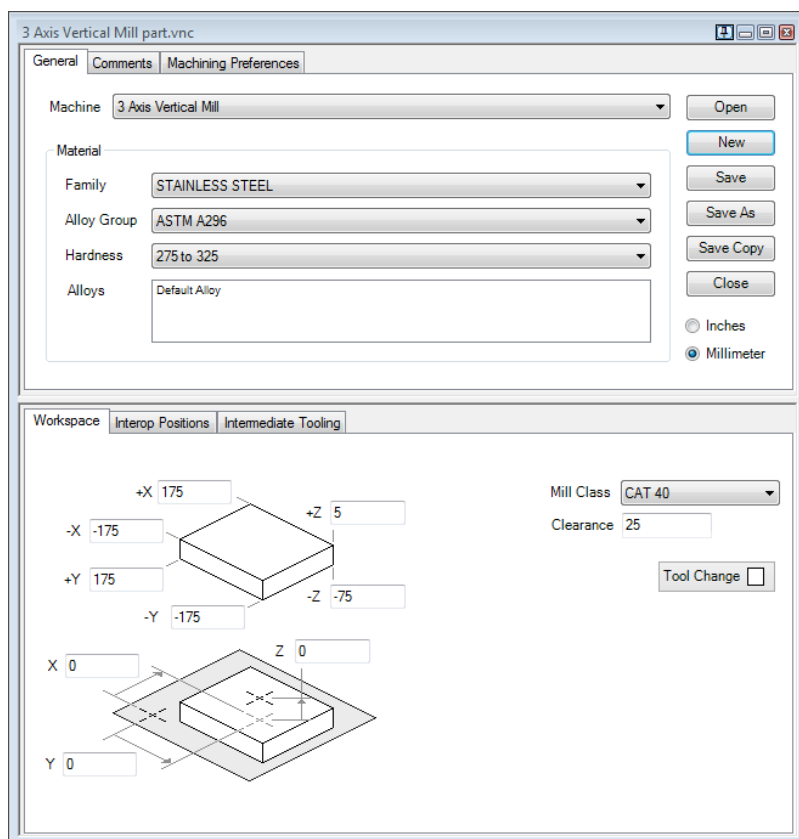 3 Axis Vertical Mill part.vnc
General Comments Machining Preferences
Machine 3 Axis Vertical Mill Open
Material New
Family STAINLESS STEEL Save
Alloy Group ASTM A296 Save As
Hardness 275 to 325 Save Copy
Alloys Default Alloy Close
Inches
Millimeter
Workspace Interop Positions Intermediate Tooling
+X 175 Mill Class CAT 40
+Z 5
-X -175 Clearance 25
+Y 175 Tool Change
-Z -75
-Y -175
Z 0
X 0
Y 0